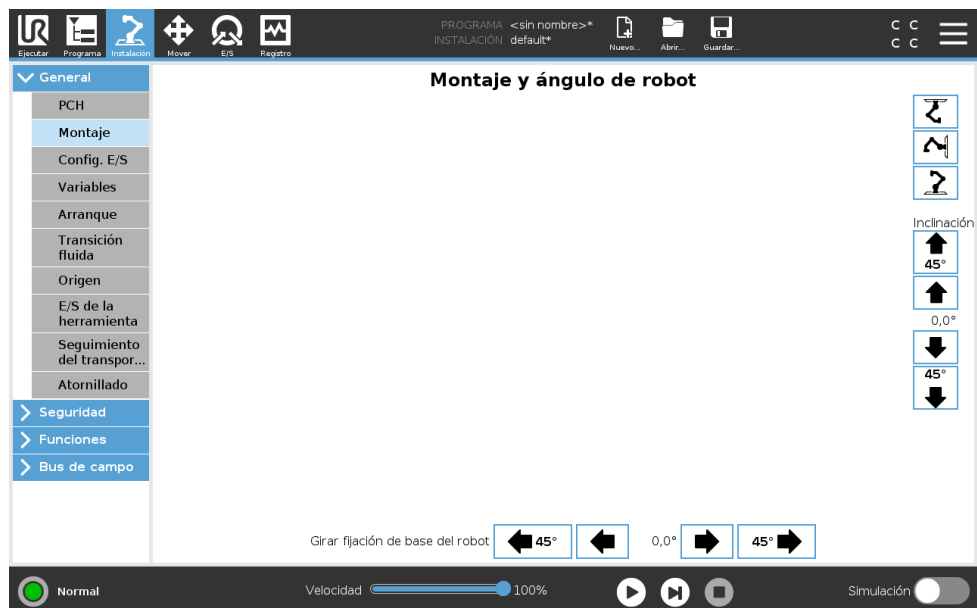 PROGRAMA <sin nombre>*
INSTALACIÓN default*
Ejecutar
Programa
Instalación
Mover
E/S
Registro
Nuevo...
Abrir...
Guardar...
C C
C C
General
PCH
Montaje
Config. E/S
Variables
Arranque
Transición
fluida
Origen
E/S de la
herramienta
Seguimiento
del transpor...
Atornillado
Seguridad
Funciones
Bus de campo
Montaje y ángulo de robot
Inclinación
45°
0,0°
45°
Girar fijación de base del robot
45°
0,0°
45°
Normal
Velocidad
100%
Simulación